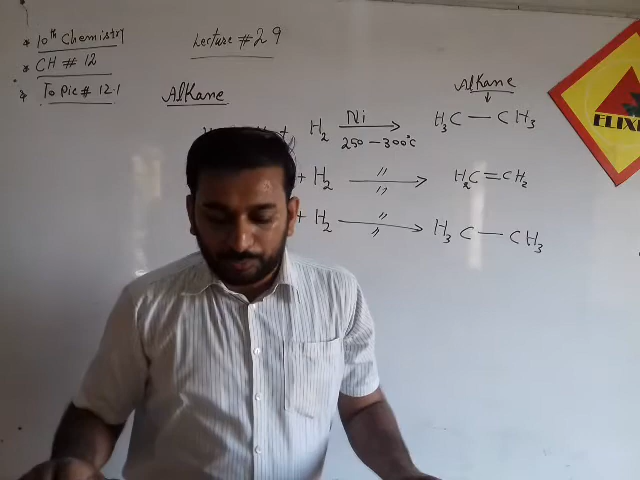 * 10th Chemistry
Lecture # 29
* CH # 12
* Topic # 12.1
Alkane
Alkane
↓
H₂ Ni → H₃C — CH₃
250 — 300°C
+ H₂〃 → H₂C = CH₂
〃
+ H₂ 〃 → H₃C — CH₃
〃